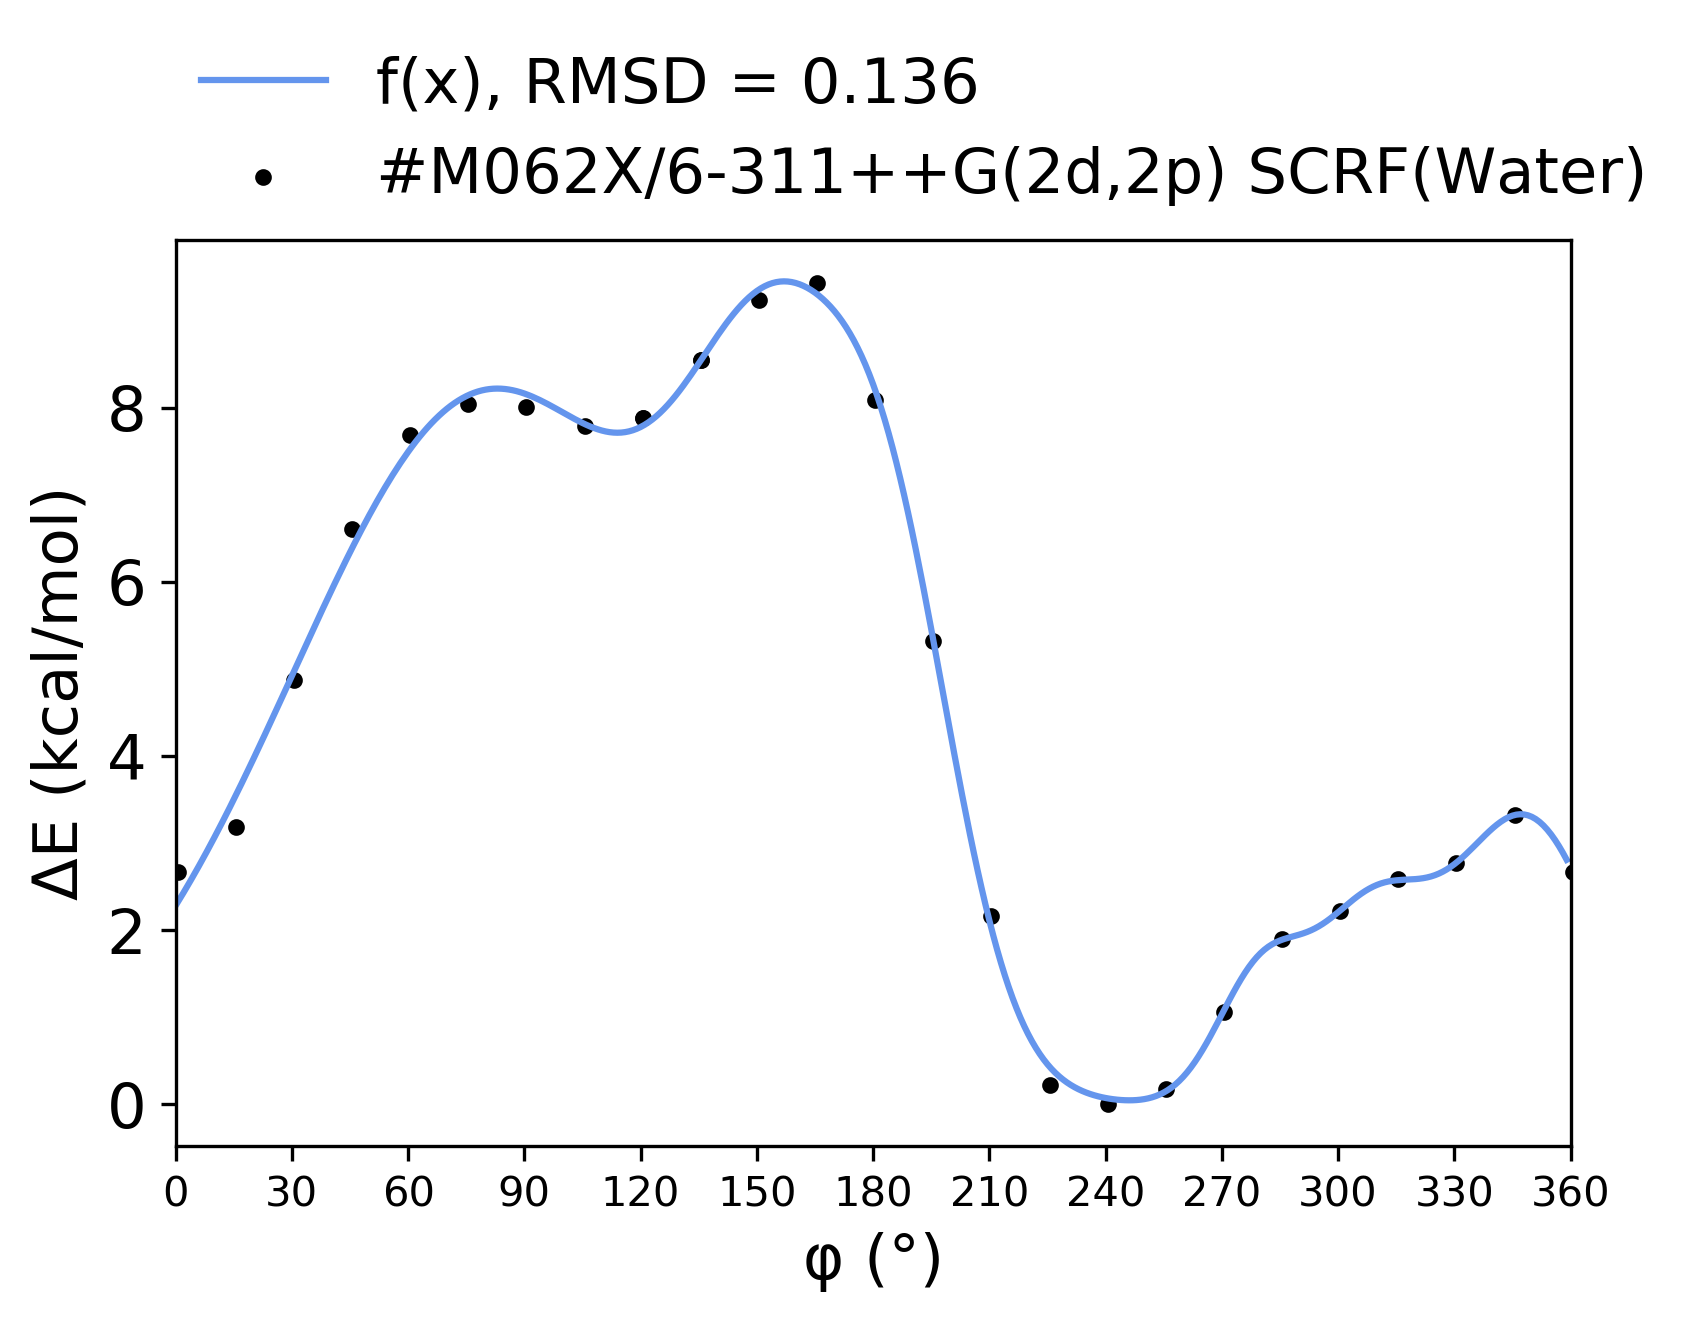 f(x), RMSD = 0.136
#M062X/6-311++G(2d,2p) SCRF(Water)
ΔE (kcal/mol)
8
6
4
2
0
0 30 60 90 120 150 180 210 240 270 300 330 360
φ (°)